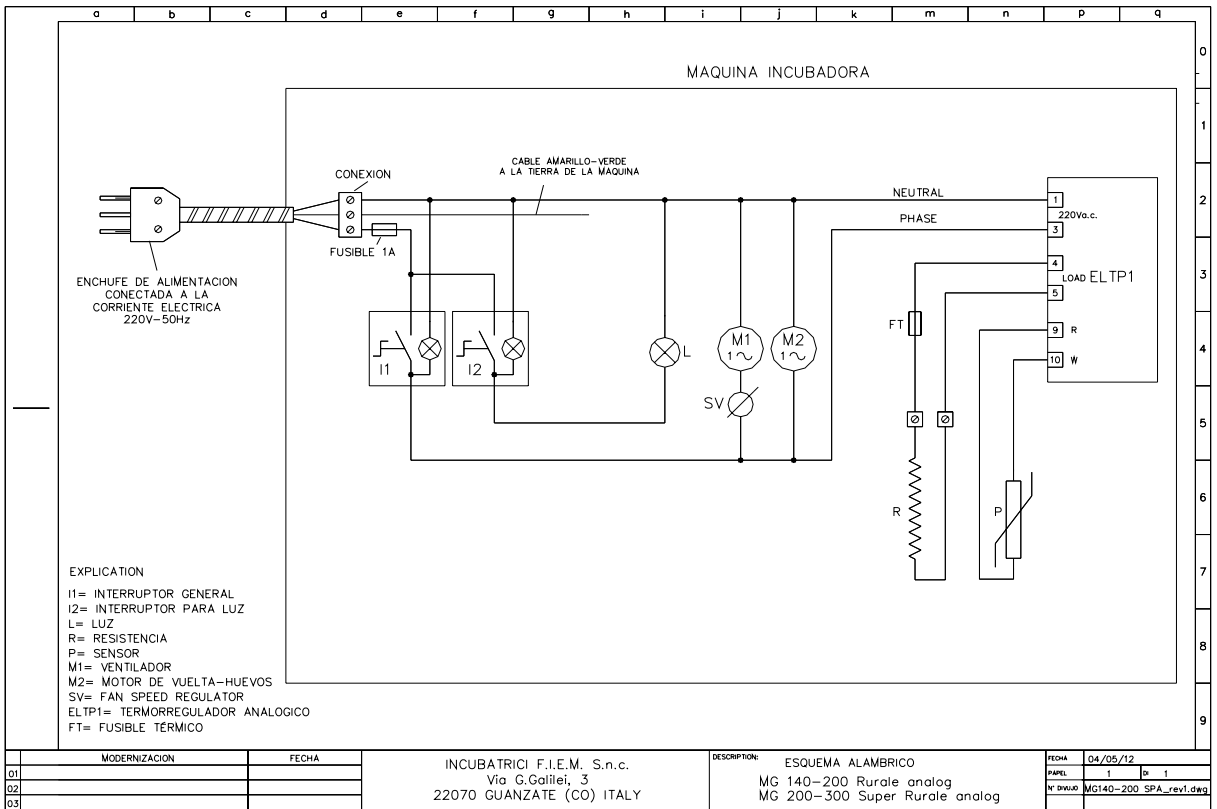 a b c d e f g h i j k m n p q
0
1
2
3
4
5
6
7
8
9
MAQUINA INCUBADORA
CONEXION
CABLE AMARILLO-VERDE
A LA TIERRA DE LA MAQUINA
FUSIBLE 1A
ENCHUFE DE ALIMENTACION
CONECTADA A LA
CORRIENTE ELECTRICA
220V-50Hz
NEUTRAL
PHASE
1
220Va.c.
3
4
LOAD ELTP1
5
9 R
10 W
FT
I1
I2
L
M1
1~
M2
1~
SV
R
P
EXPLICATION
I1= INTERRUPTOR GENERAL
I2= INTERRUPTOR PARA LUZ
L= LUZ
R= RESISTENCIA
P= SENSOR
M1= VENTILADOR
M2= MOTOR DE VUELTA-HUEVOS
SV= FAN SPEED REGULATOR
ELTP1= TERMORREGULADOR ANALOGICO
FT= FUSIBLE TÉRMICO
MODERNIZACION FECHA
01
02
03
INCUBATRICI F.I.E.M. S.n.c.
Via G.Galilei, 3
22070 GUANZATE (CO) ITALY
DESCRIPTION:
ESQUEMA ALAMBRICO
MG 140-200 Rurale analog
MG 200-300 Super Rurale analog
FECHA 04/05/12
PAPEL 1 DI 1
N° DIVUJO MG140-200 SPA_rev1.dwg